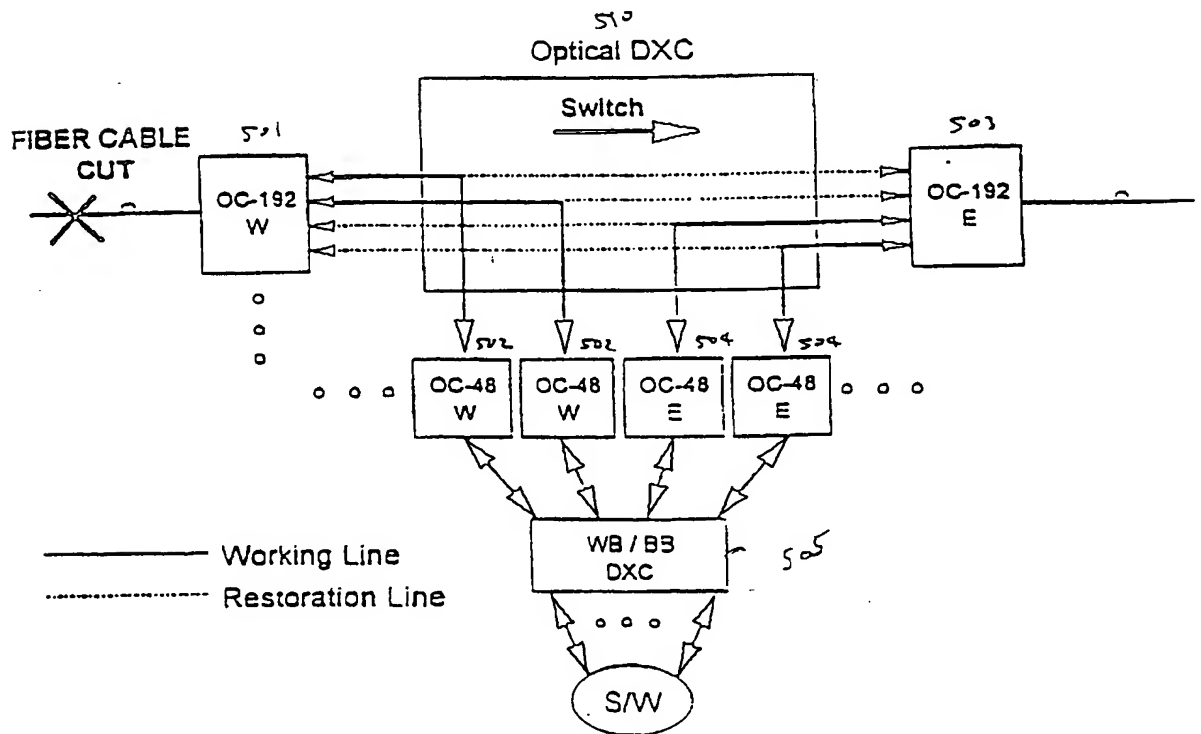 510
Optical DXC
Switch
FIBER CABLE
CUT
501
OC-192
W
503
OC-192
E
502
502
504
504
OC-48
W
OC-48
W
OC-48
E
OC-48
E
WB / BB
DXC
505
Working Line
Restoration Line
S/W